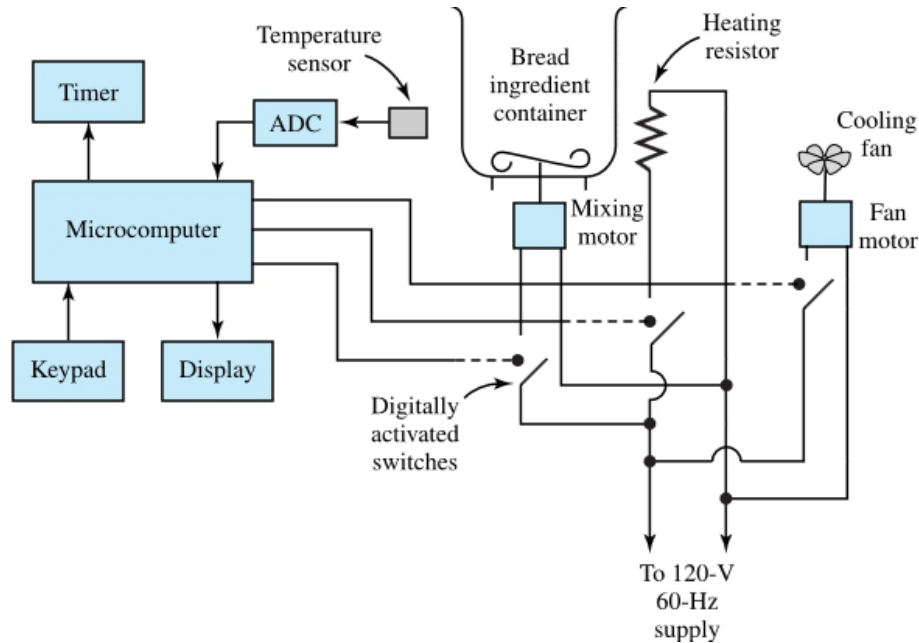 Temperature
sensor
Heating
resistor
Bread
ingredient
container
Timer
ADC
Cooling
fan
Microcomputer
Mixing
motor
Fan
motor
Keypad
Display
Digitally
activated
switches
To 120-V
60-Hz
supply